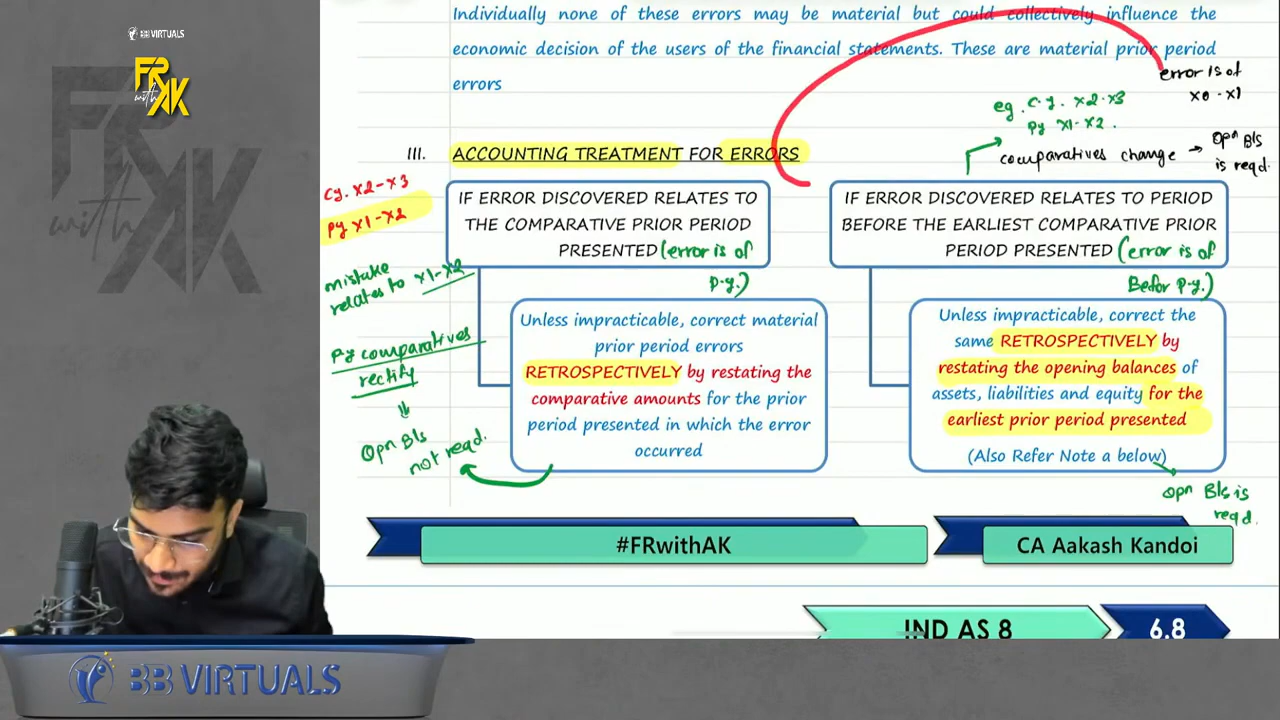 BB VIRTUALS
FR
with
AK
FR
with
AK
Individually none of these errors may be material but could collectively influence the
economic decision of the users of the financial statements. These are material prior period
errors
error is of
x0 - x1
eg. C.y. x2-x3
py x1-x2.
comparatives change → Opn Bls
is reqd.
III. ACCOUNTING TREATMENT FOR ERRORS
Cy. x2-x3
py x1-x2
mistake
relates to x1-x2
Py comparatives
rectify
Opn Bls
not reqd.
IF ERROR DISCOVERED RELATES TO
THE COMPARATIVE PRIOR PERIOD
PRESENTED (error is of
p.y.)
Unless impracticable, correct material
prior period errors
RETROSPECTIVELY by restating the
comparative amounts for the prior
period presented in which the error
occurred
IF ERROR DISCOVERED RELATES TO PERIOD
BEFORE THE EARLIEST COMPARATIVE PRIOR
PERIOD PRESENTED (error is of
Befor p.y.)
Unless impracticable, correct the
same RETROSPECTIVELY by
restating the opening balances of
assets, liabilities and equity for the
earliest prior period presented
(Also Refer Note a below)
Opn Bls is
reqd.
#FRwithAK
CA Aakash Kandoi
IND AS 8
6.8
BB VIRTUALS